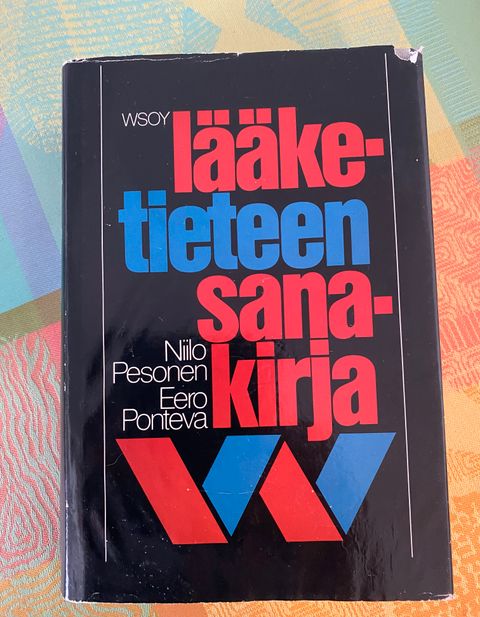 WSOY
lääke-
tieteen
sana-
kirja
Niilo
Pesonen
Eero
Ponteva